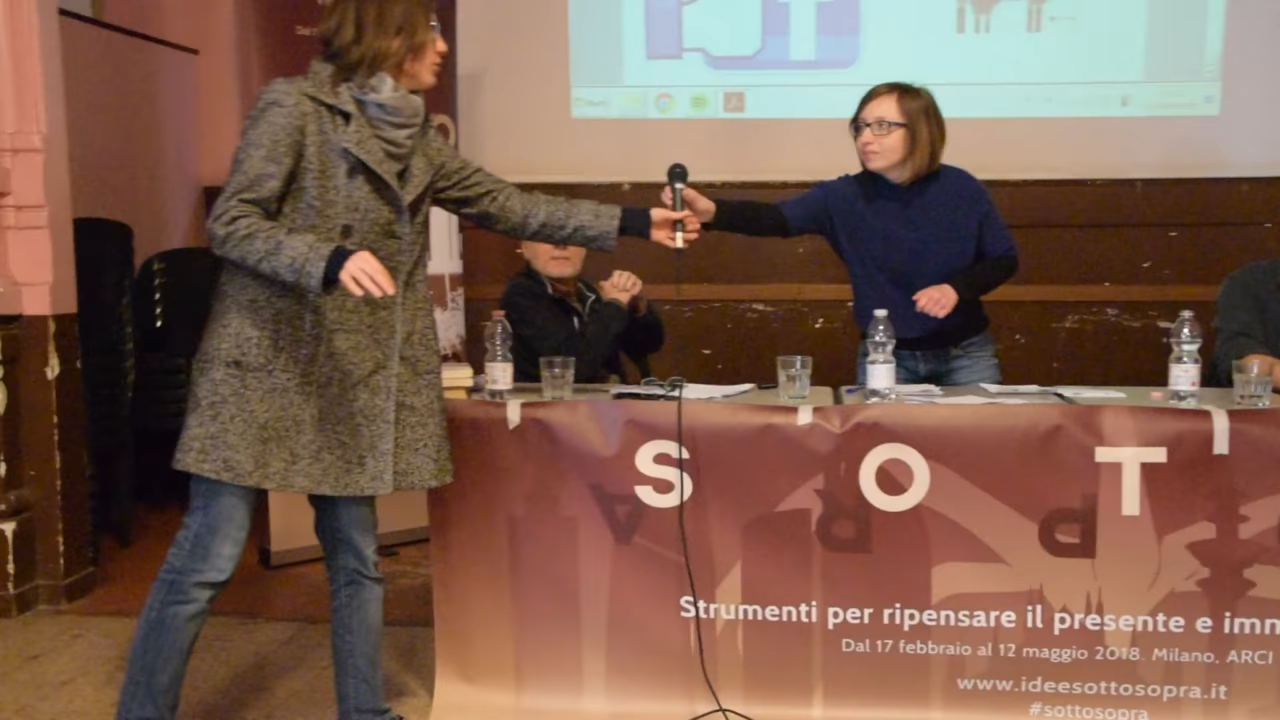 S O T
A R P
Strumenti per ripensare il presente e imm
Dal 17 febbraio al 12 maggio 2018. Milano, ARCI
www.ideesottosopra.it
#sottosopra